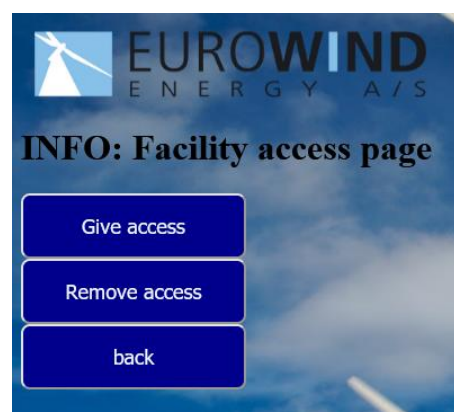 EUROWIND
ENERGY A/S
INFO: Facility access page
Give access
Remove access
back